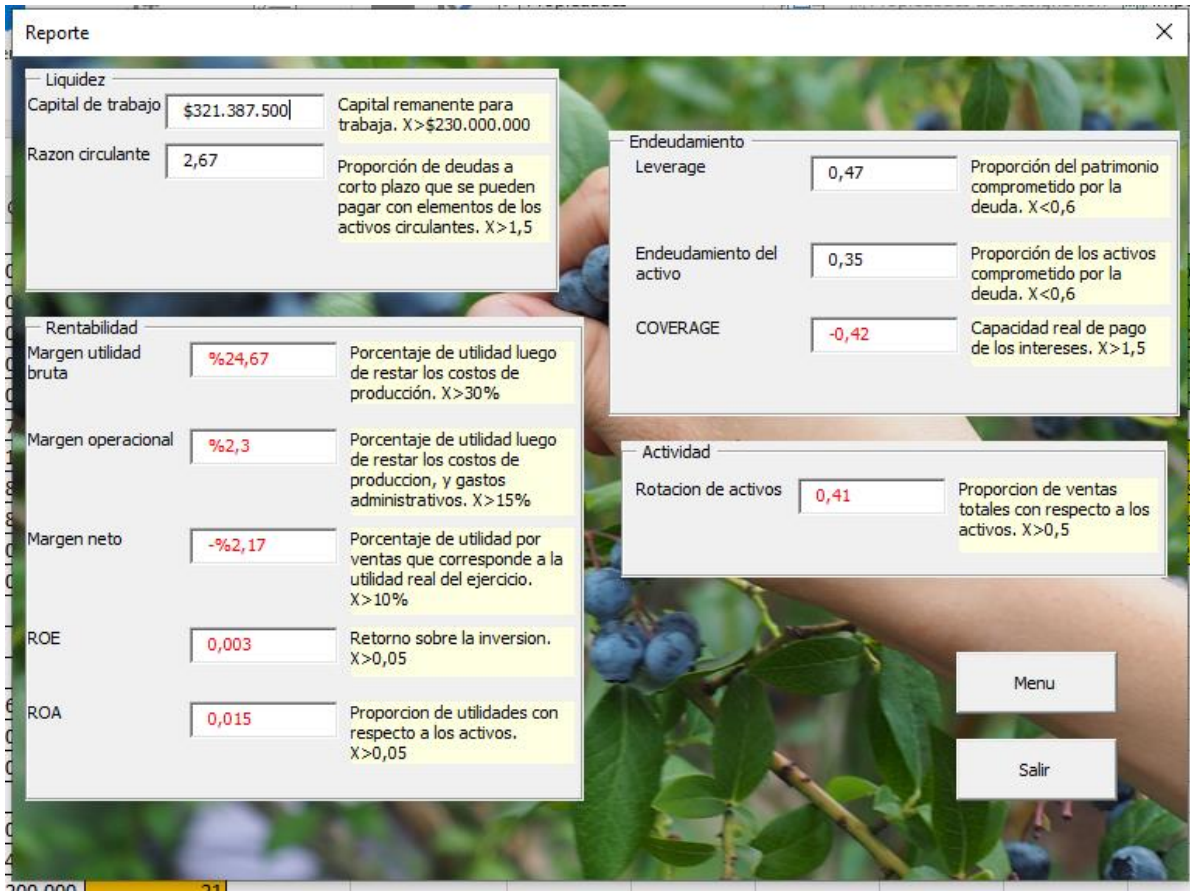 Reporte
Liquidez
Capital de trabajo
$321.387.500
Capital remanente para
trabaja. X>$230.000.000
Razon circulante
2,67
Proporción de deudas a
corto plazo que se pueden
pagar con elementos de los
activos circulantes. X>1,5
Rentabilidad
Margen utilidad
bruta
%24,67
Porcentaje de utilidad luego
de restar los costos de
producción. X>30%
Margen operacional
%2,3
Porcentaje de utilidad luego
de restar los costos de
produccion, y gastos
administrativos. X>15%
Margen neto
-%2,17
Porcentaje de utilidad por
ventas que corresponde a la
utilidad real del ejercicio.
X>10%
ROE
0,003
Retorno sobre la inversion.
X>0,05
ROA
0,015
Proporcion de utilidades con
respecto a los activos.
X>0,05
Endeudamiento
Leverage
0,47
Proporción del patrimonio
comprometido por la
deuda. X<0,6
Endeudamiento del
activo
0,35
Proporción de los activos
comprometido por la
deuda. X<0,6
COVERAGE
-0,42
Capacidad real de pago
de los intereses. X>1,5
Actividad
Rotacion de activos
0,41
Proporcion de ventas
totales con respecto a los
activos. X>0,5
Menu
Salir